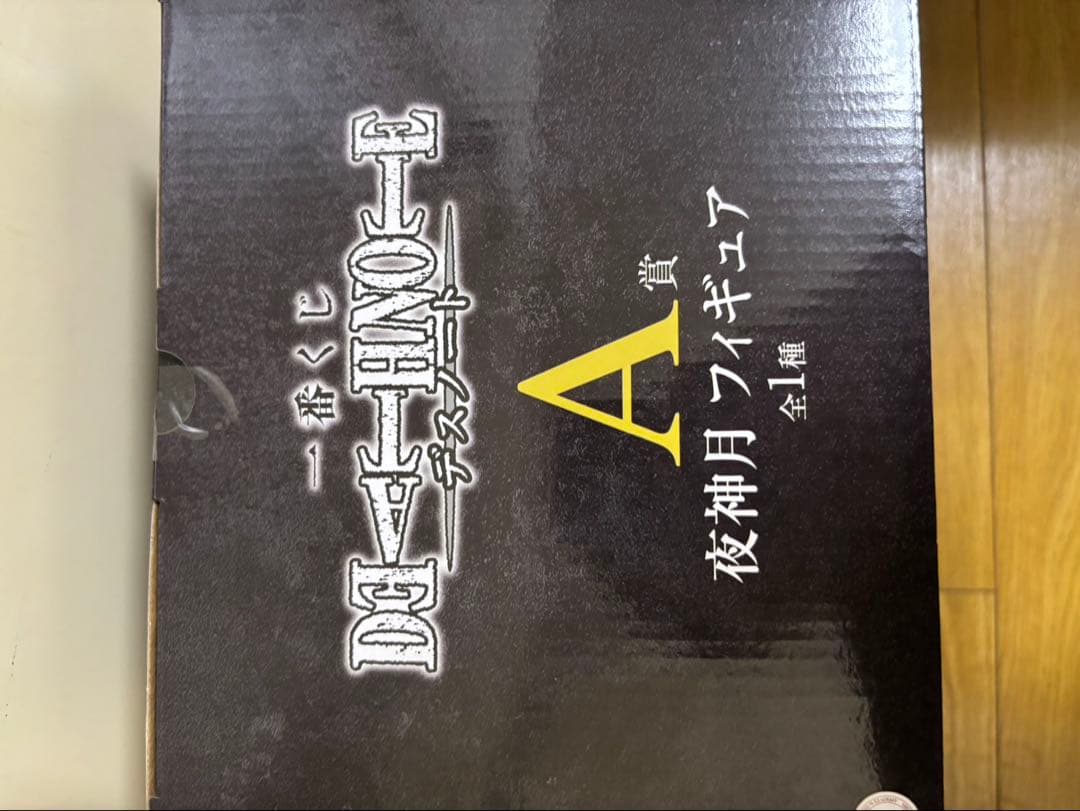 一番くじ
DEATH NOTE
デスノート
A賞
夜神月 フィギュア
全1種